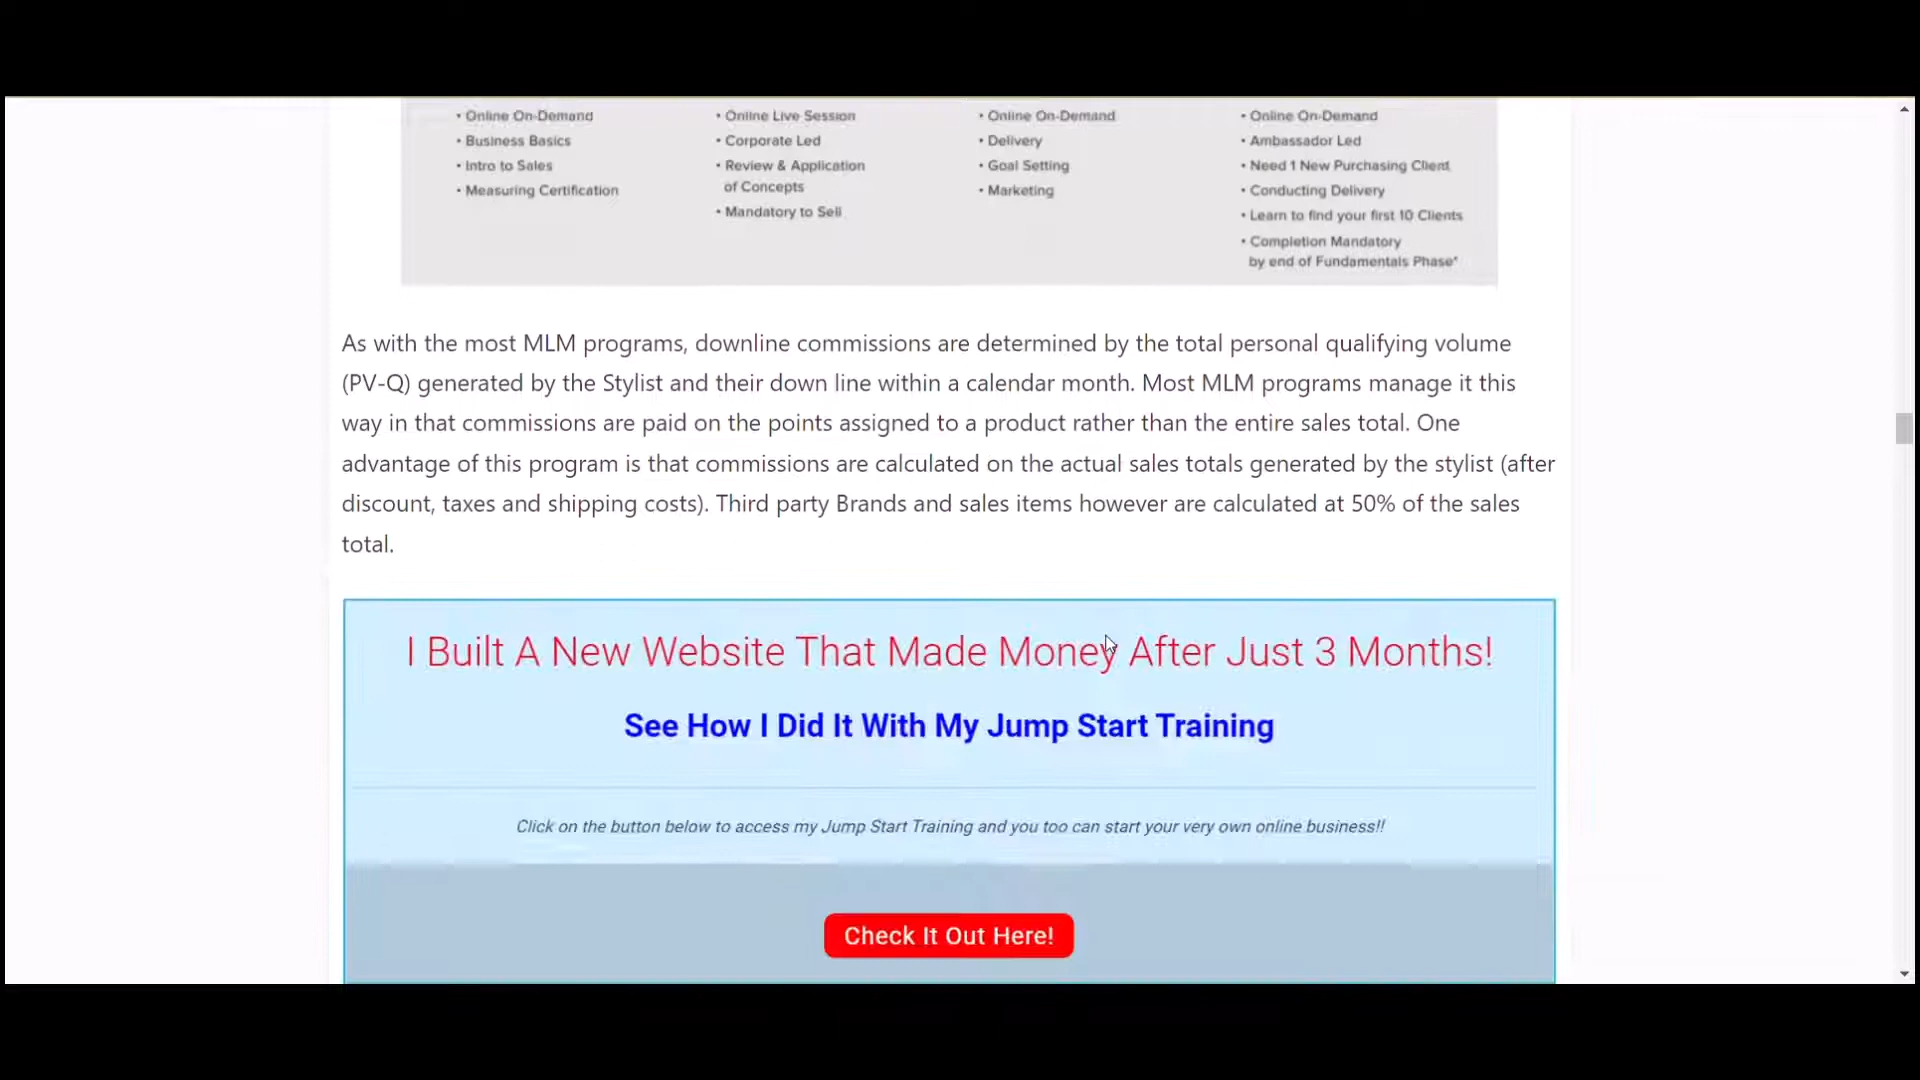 • Online On-Demand
• Business Basics
• Intro to Sales
• Measuring Certification
• Online Live Session
• Corporate Led
• Review & Application
of Concepts
• Mandatory to Sell
• Online On-Demand
• Delivery
• Goal Setting
• Marketing
• Online On-Demand
• Ambassador Led
• Need 1 New Purchasing Client
• Conducting Delivery
• Learn to find your first 10 Clients
• Completion Mandatory
by end of Fundamentals Phase*
As with the most MLM programs, downline commissions are determined by the total personal qualifying volume
(PV-Q) generated by the Stylist and their down line within a calendar month. Most MLM programs manage it this
way in that commissions are paid on the points assigned to a product rather than the entire sales total. One
advantage of this program is that commissions are calculated on the actual sales totals generated by the stylist (after
discount, taxes and shipping costs). Third party Brands and sales items however are calculated at 50% of the sales
total.
I Built A New Website That Made Money After Just 3 Months!
See How I Did It With My Jump Start Training
Click on the button below to access my Jump Start Training and you too can start your very own online business!!
Check It Out Here!